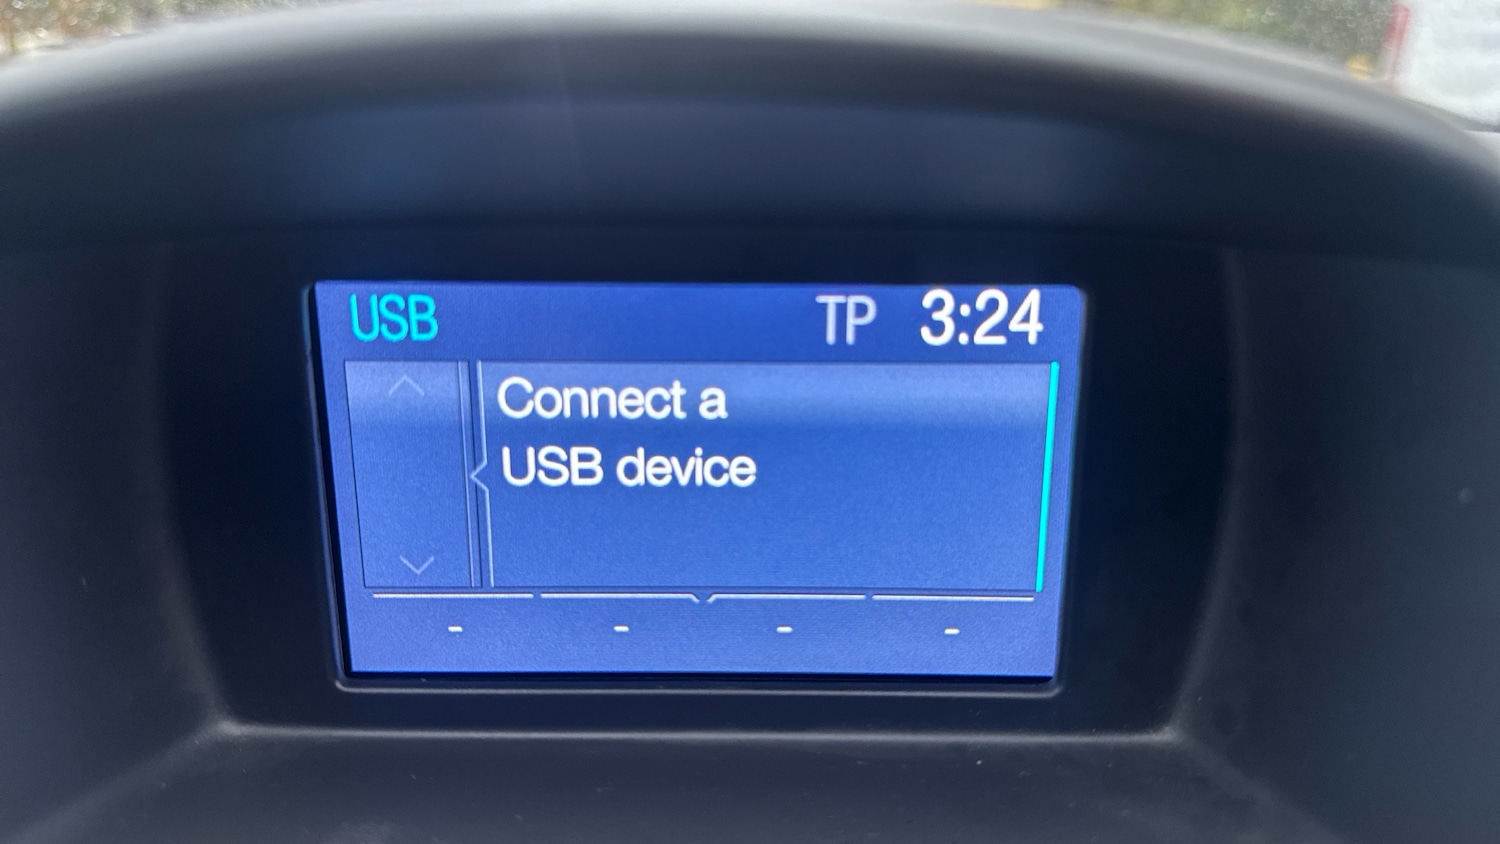 USB TP 3:24
Connect a
USB device
- - - -